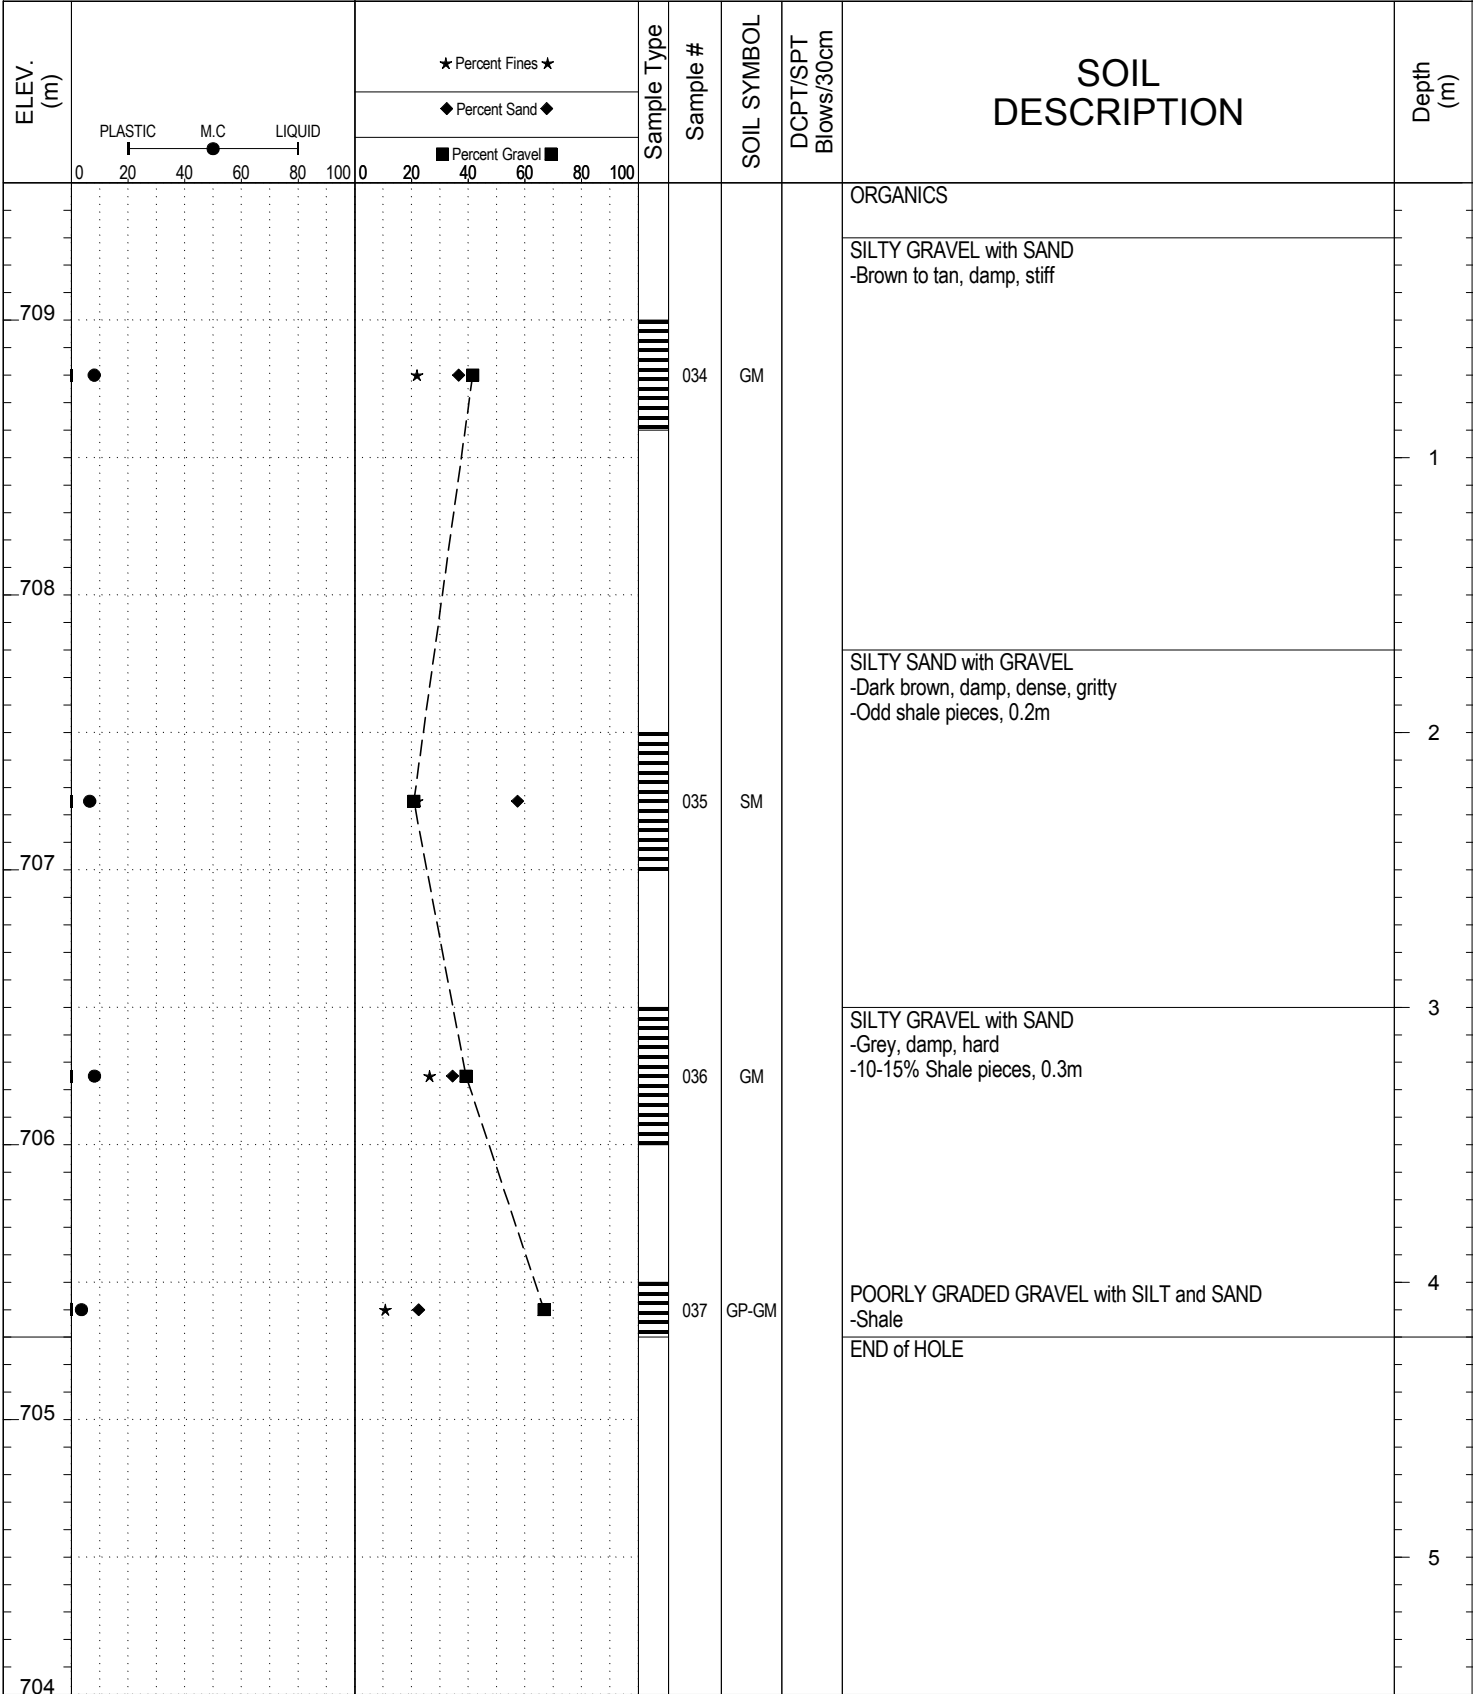 ELEV.
(m)
PLASTIC M.C LIQUID
0 20 40 60 80 100
★ Percent Fines ★
◆ Percent Sand ◆
■ Percent Gravel ■
0 20 40 60 80 100
Sample Type
Sample #
SOIL SYMBOL
DCPT/SPT
Blows/30cm
SOIL
DESCRIPTION
Depth
(m)
ORGANICS
SILTY GRAVEL with SAND
-Brown to tan, damp, stiff
709
034 GM
1
708
SILTY SAND with GRAVEL
-Dark brown, damp, dense, gritty
-Odd shale pieces, 0.2m
2
035 SM
707
3
SILTY GRAVEL with SAND
-Grey, damp, hard
-10-15% Shale pieces, 0.3m
036 GM
706
4
POORLY GRADED GRAVEL with SILT and SAND
-Shale
037 GP-GM
END of HOLE
705
5
704